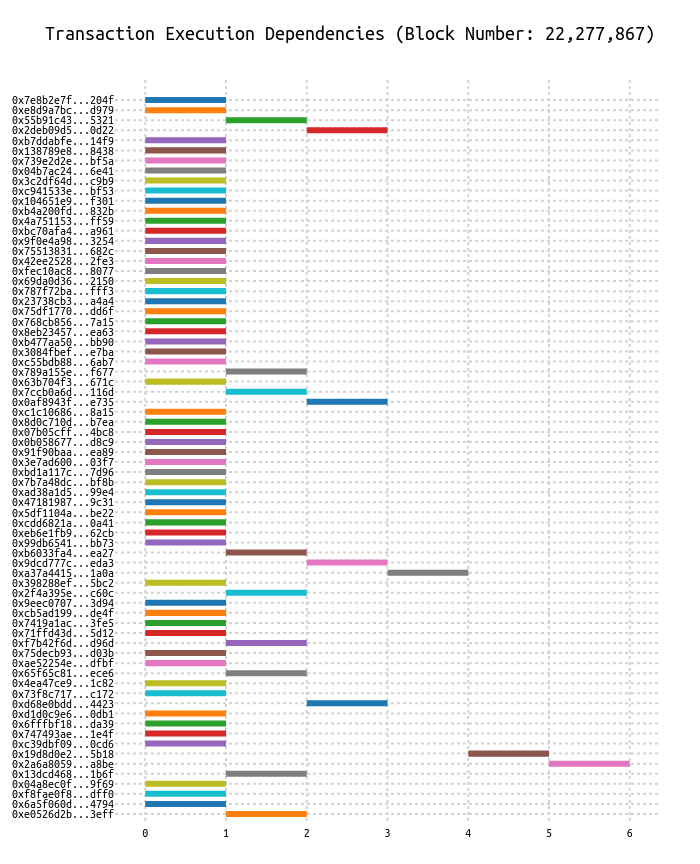 Transaction Execution Dependencies (Block Number: 22,277,867)
0x7e8b2e7f...204f
0xe8d9a7bc...d979
0x55b91c43...5321
0x2deb09d5...0d22
0xb7ddabfe...14f9
0x138789e8...8438
0x739e2d2e...bf5a
0x04b7ac24...6e41
0x3c2df64d...c9b9
0xc941533e...bf53
0x104651e9...f301
0xb4a200fd...832b
0x4a751153...ff59
0xbc70afa4...a961
0x9f0e4a98...3254
0x75513831...682c
0x42ee2528...2fe3
0xfec10ac8...8077
0x69da0d36...2150
0x787f72ba...fff3
0x23738cb3...a4a4
0x75df1770...dd6f
0x768cb856...7a15
0x8eb23457...ea63
0xb477aa50...bb90
0x3084fbef...e7ba
0xc55bdb88...6ab7
0x789a155e...f677
0x63b704f3...671c
0x7ccb0a6d...116d
0x0af8943f...e735
0xc1c10686...8a15
0x8d0c710d...b7ea
0x07b05cff...4bc8
0x0b058677...d8c9
0x91f90baa...ea89
0x3e7ad600...03f7
0xbd1a117c...7d96
0x7b7a48dc...bf8b
0xad38a1d5...99e4
0x47181987...9c31
0x5df1104a...be22
0xcdd6821a...0a41
0xeb6e1fb9...62cb
0x99db6541...bb73
0xb6033fa4...ea27
0x9dcd777c...eda3
0xa37a4415...1a0a
0x398288ef...5bc2
0x2f4a395e...c60c
0x9eec0707...3d94
0xcb5ad199...de4f
0x7419a1ac...3fe5
0x71ffd43d...5d12
0xf7b42f6d...d96d
0x75decb93...d03b
0xae52254e...dfbf
0x65f65c81...ece6
0x4ea47ce9...1c82
0x73f8c717...c172
0xd68e0bdd...4423
0xd1d0c9e6...0db1
0x6fffbf18...da39
0x747493ae...1e4f
0xc39dbf09...0cd6
0x19d8d0e2...5b18
0x2a6a8059...a8be
0x13dcd468...1b6f
0x04a8ec0f...9f69
0xf8fae0f8...dff0
0x6a5f060d...4794
0xe0526d2b...3eff
0 1 2 3 4 5 6